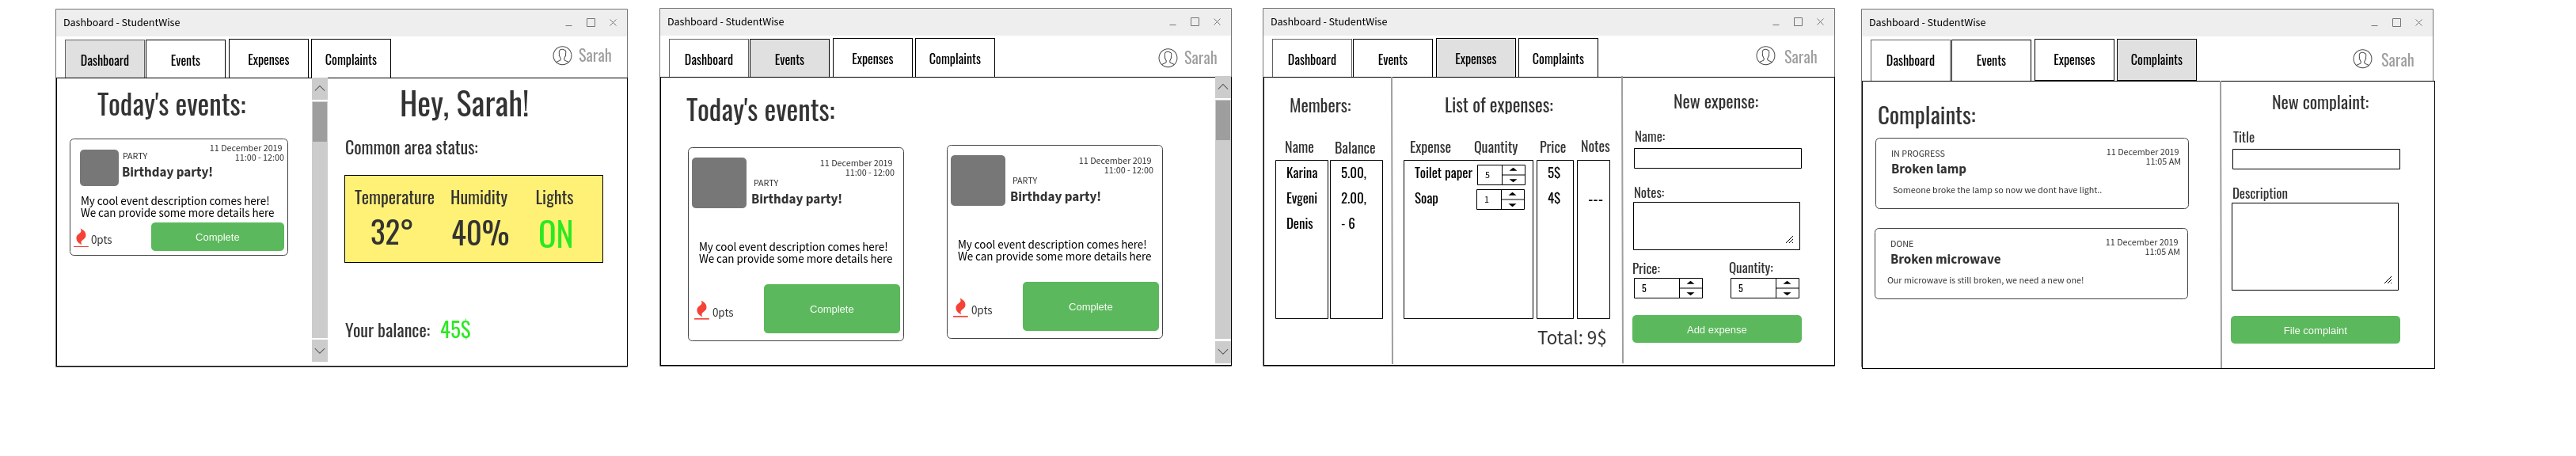 Dashboard - StudentWise
Dashboard Events Expenses Complaints
Sarah
Today's events:
11 December 2019
PARTY
11:00 - 12:00
Birthday party!
My cool event description comes here!
We can provide some more details here
0pts
Complete
Hey, Sarah!
Common area status:
Temperature Humidity Lights
32° 40% ON
Your balance: 45$
Dashboard - StudentWise
Dashboard Events Expenses Complaints
Sarah
Today's events:
11 December 2019
11:00 - 12:00
PARTY
Birthday party!
My cool event description comes here!
We can provide some more details here
0pts
Complete
11 December 2019
11:00 - 12:00
PARTY
Birthday party!
My cool event description comes here!
We can provide some more details here
0pts
Complete
Dashboard - StudentWise
Dashboard Events Expenses Complaints
Sarah
Members:
Name Balance
Karina 5.00,
Evgeni 2.00,
Denis - 6
List of expenses:
Expense Quantity Price Notes
Toilet paper 5 5$
Soap 1 4$ ---
Total: 9$
New expense:
Name:
Notes:
Price: Quantity:
5 5
Add expense
Dashboard - StudentWise
Dashboard Events Expenses Complaints
Sarah
Complaints:
IN PROGRESS
11 December 2019
11:05 AM
Broken lamp
Someone broke the lamp so now we dont have light..
DONE
11 December 2019
11:05 AM
Broken microwave
Our microwave is still broken, we need a new one!
New complaint:
Title
Description
File complaint